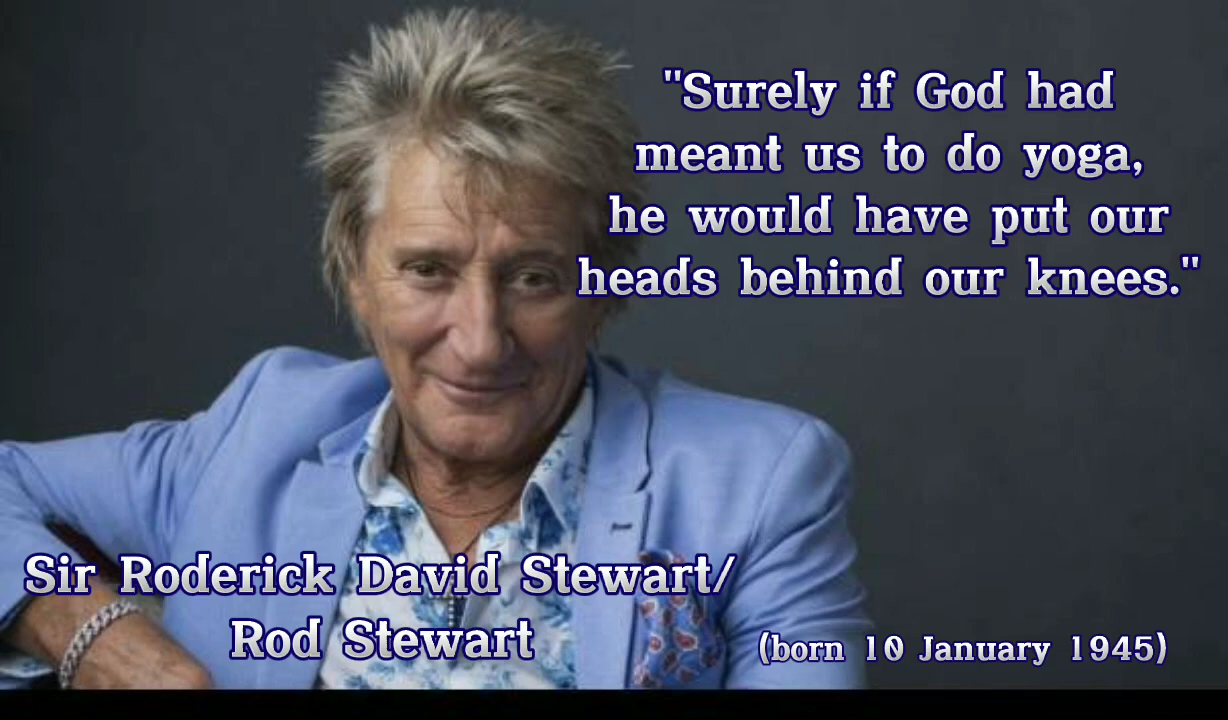 "Surely if God had
meant us to do yoga,
he would have put our
heads behind our knees."
Sir Roderick David Stewart/
Rod Stewart
(born 10 January 1945)